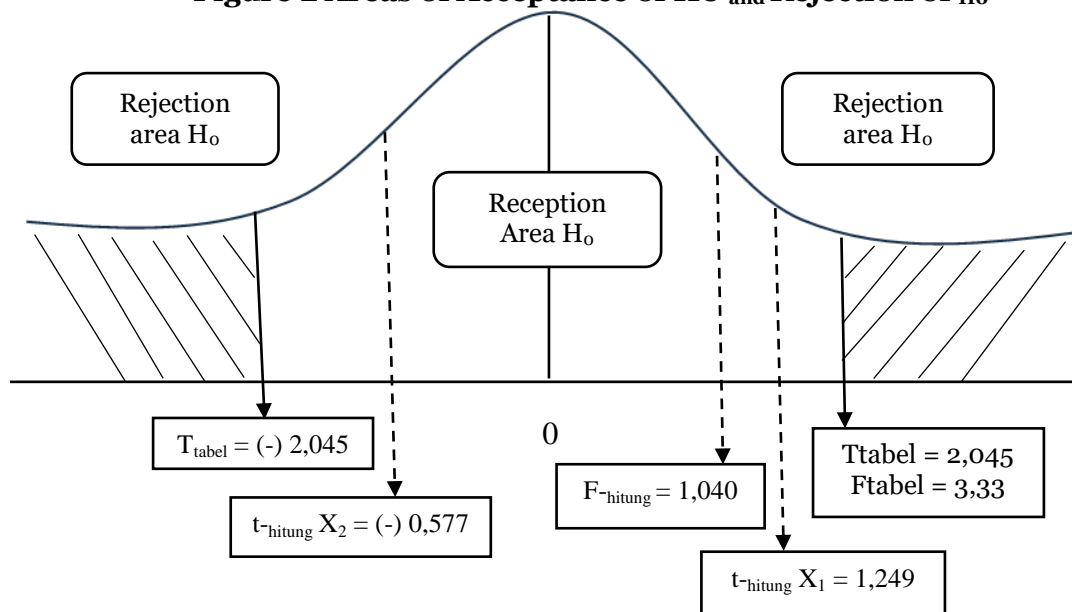 Figure 2 Areas of Acceptance of Ho and Rejection of Ho
Rejection
area Ho
Rejection
area Ho
Reception
Area Ho
0
Ttabel = (-) 2,045
Ttabel = 2,045
Ftabel = 3,33
F-hitung = 1,040
t-hitung X2 = (-) 0,577
t-hitung X1 = 1,249